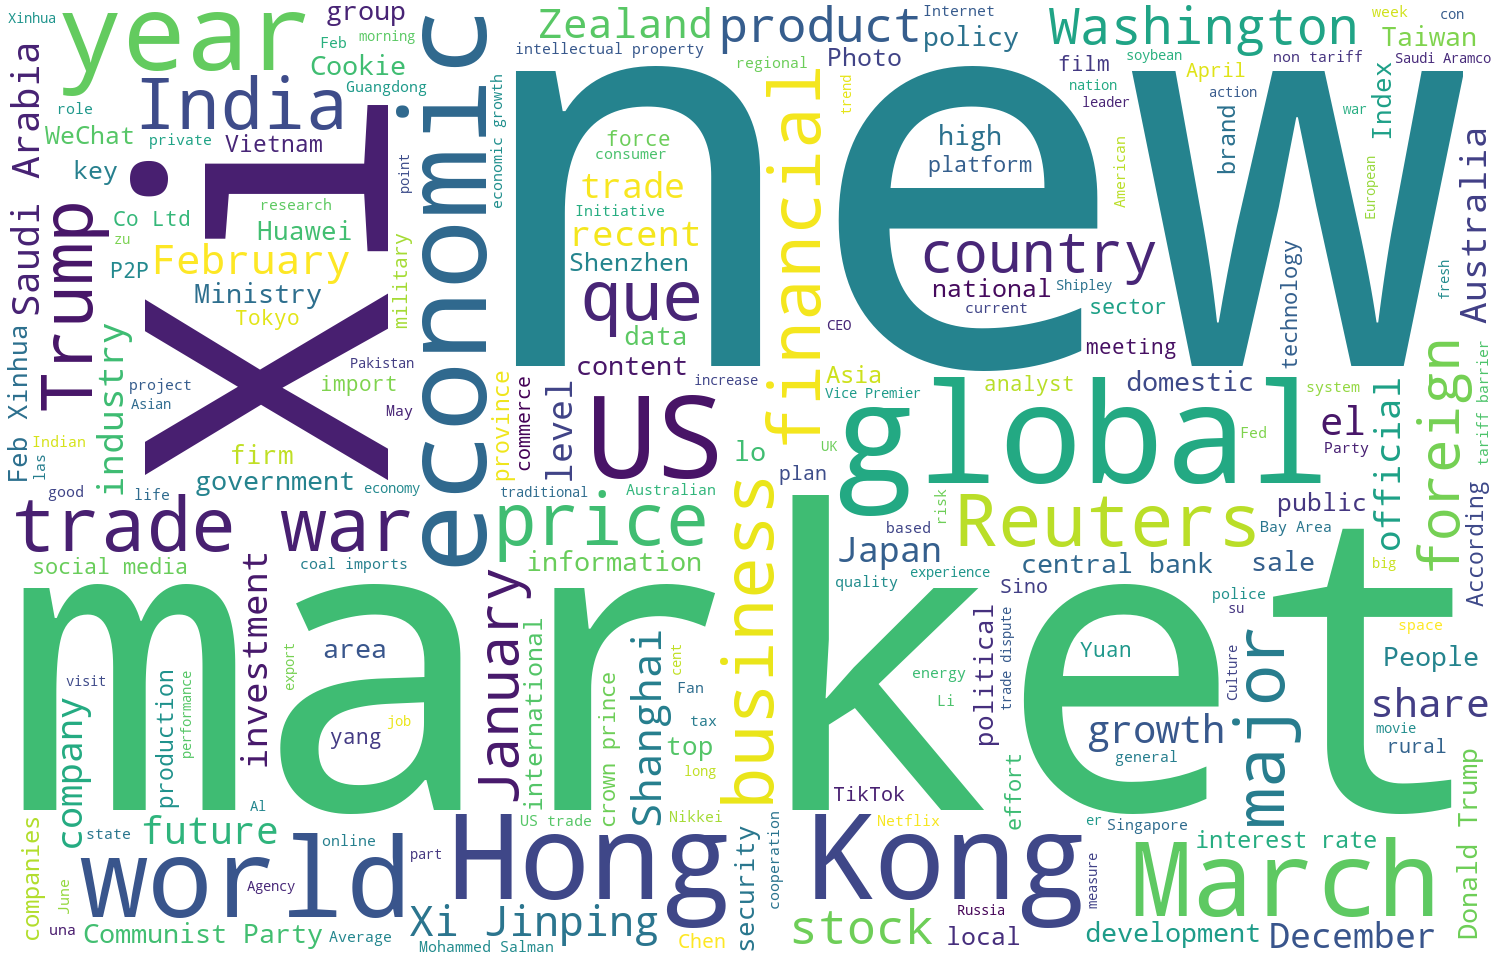 new
market
Xi
year
economic
global
Hong Kong
world
March
US
India
trade war
Trump
financial
business
Washington
Zealand
product
policy
Internet
intellectual property
regional
Photo
film
soybean
week
con
Taiwan
non tariff
Saudi Aramco
April
nation
leader
action
war
Index
brand
trend
American
European
Xinhua
group
Feb
morning
Cookie
Guangdong
role
WeChat
private
Vietnam
key
point
economic growth
Saudi Arabia
Co Ltd
zu
research
Huawei
P2P
February
Ministry
Tokyo
military
force
consumer
trade
Initiative
recent
Shenzhen
que
data
content
increase
high
platform
country
national
Shipley
current
sector
CEO
meeting
technology
fresh
Australia
Feb Xinhua
industry
project
Asian
Pakistan
import
May
Indian
las
firm
government
economy
good
life
province
commerce
level
traditional
Australian
lo
plan
UK
Asia
Vice Premier
analyst
domestic
system
Fed
el
Party
official
foreign
tariff barrier
According
public
Bay Area
big
Reuters
risk
based
Japan
central bank
sale
quality
experience
Sino
police
su
space
People
share
movie
rural
price
information
social media
coal imports
investment
January
international
export
area
visit
production
performance
company
yang
job
Shanghai
crown prince
cent
Fan
tax
top
long
Nikkei
political
trade dispute
energy
Li
Yuan
growth
general
Culture
major
effort
TikTok
Netflix
er
Singapore
interest rate
Donald Trump
companies
state
future
Al
online
part
Agency
June
una
Communist Party
Average
Xi Jinping
Mohammed Salman
US trade
Chen
security
cooperation
stock
local
Russia
measure
development
December